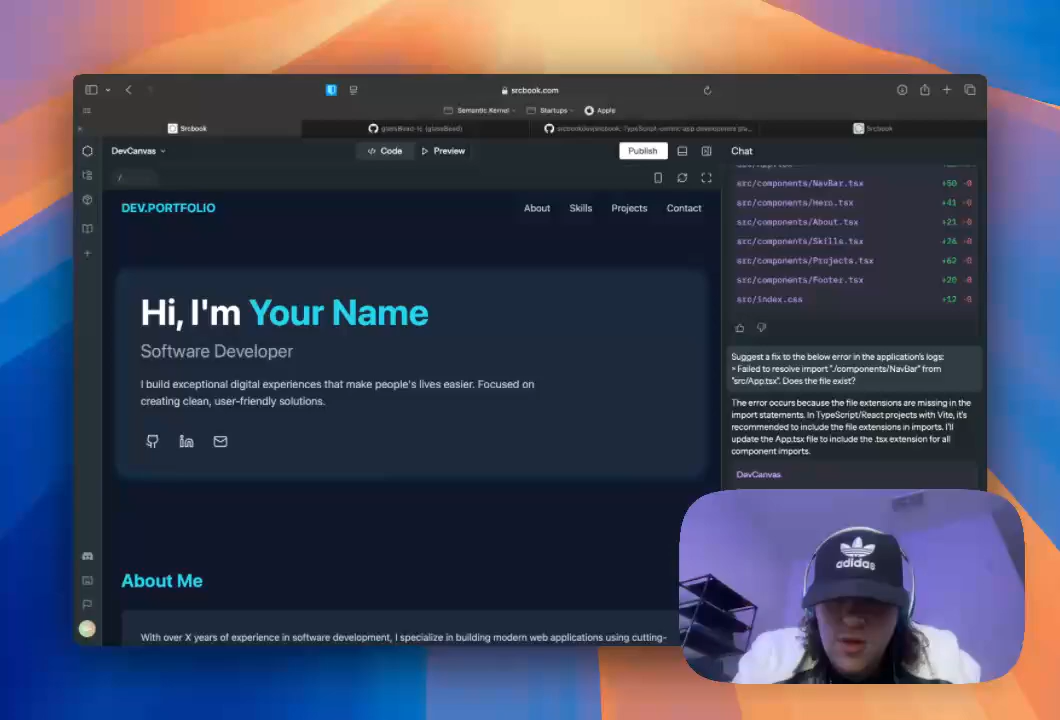 srcbook.com
Semantic Kernel
Startups
Apple
Srcbook
Srcbook
DevCanvas
Code
Preview
Publish
Chat
/
DEV.PORTFOLIO
About
Skills
Projects
Contact
Hi, I'm Your Name
Software Developer
I build exceptional digital experiences that make people's lives easier. Focused on
creating clean, user-friendly solutions.
About Me
With over X years of experience in software development, I specialize in building modern web applications using cutting-
src/components/NavBar.tsx +50 -0
src/components/Hero.tsx +41 -0
src/components/About.tsx +21 -0
src/components/Skills.tsx +26 -0
src/components/Projects.tsx +62 -0
src/components/Footer.tsx +20 -0
src/index.css +12 -0
Suggest a fix to the below error in the application's logs:
> Failed to resolve import "./components/NavBar" from
"src/App.tsx". Does the file exist?
The error occurs because the file extensions are missing in the
import statements. In TypeScript/React projects with Vite, it's
recommended to include the file extensions in imports. I'll
update the App.tsx file to include the .tsx extension for all
component imports.
DevCanvas
adidas